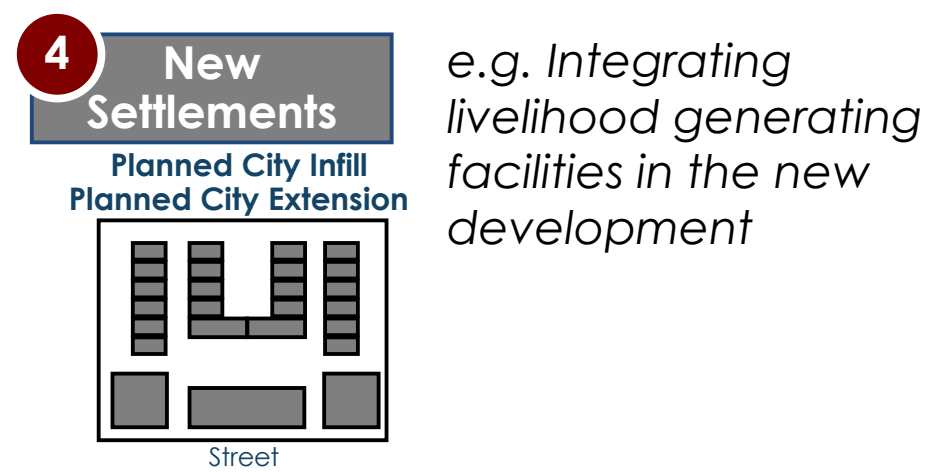 4
New
Settlements
Planned City Infill
Planned City Extension
Street
e.g. Integrating
livelihood generating
facilities in the new
development